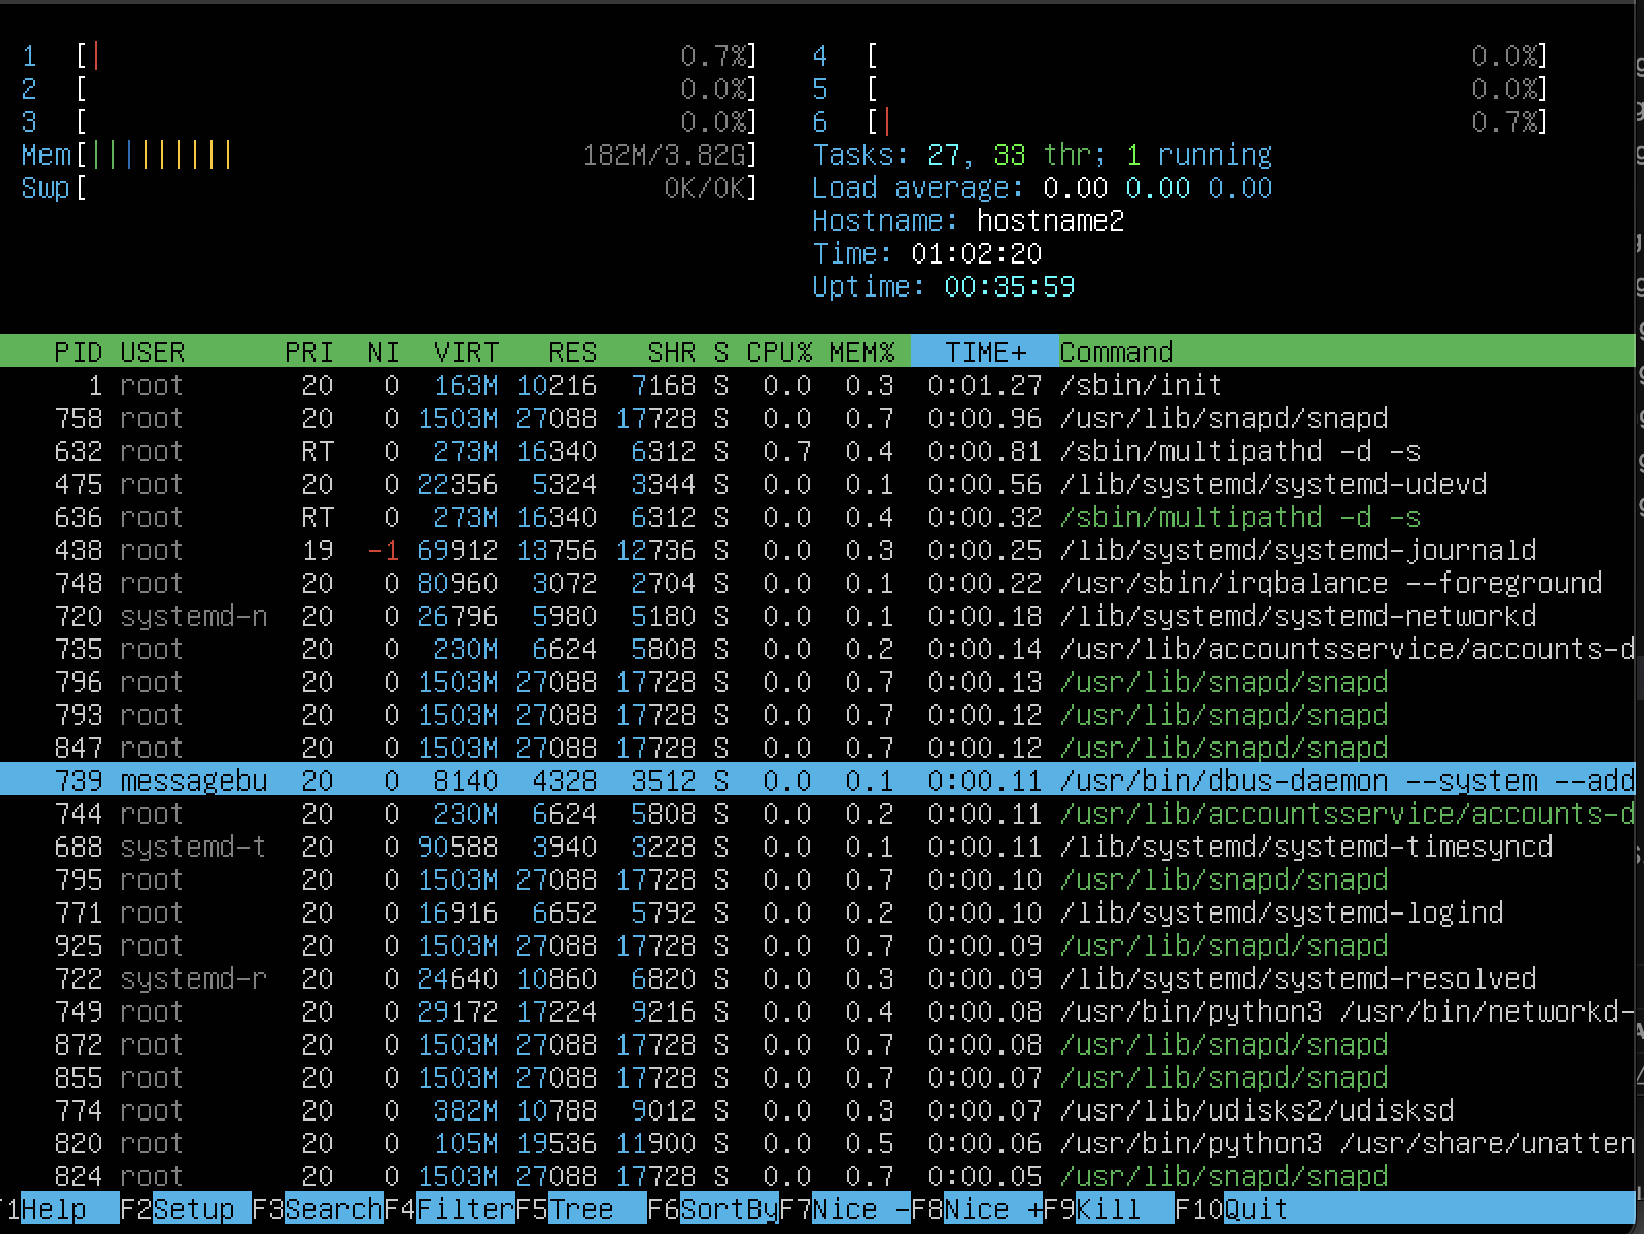 1 [| 0.7%] 4 [ 0.0%]
2 [ 0.0%] 5 [ 0.0%]
3 [ 0.0%] 6 [| 0.7%]
Mem[||||||||| 182M/3.82G] Tasks: 27, 33 thr; 1 running
Swp[ 0K/0K] Load average: 0.00 0.00 0.00
Hostname: hostname2
Time: 01:02:20
Uptime: 00:35:59
PID USER PRI NI VIRT RES SHR S CPU% MEM% TIME+ Command
1 root 20 0 163M 10216 7168 S 0.0 0.3 0:01.27 /sbin/init
758 root 20 0 1503M 27088 17728 S 0.0 0.7 0:00.96 /usr/lib/snapd/snapd
632 root RT 0 273M 16340 6312 S 0.7 0.4 0:00.81 /sbin/multipathd -d -s
475 root 20 0 22356 5324 3344 S 0.0 0.1 0:00.56 /lib/systemd/systemd-udevd
636 root RT 0 273M 16340 6312 S 0.0 0.4 0:00.32 /sbin/multipathd -d -s
438 root 19 -1 69912 13756 12736 S 0.0 0.3 0:00.25 /lib/systemd/systemd-journald
748 root 20 0 80960 3072 2704 S 0.0 0.1 0:00.22 /usr/sbin/irqbalance --foreground
720 systemd-n 20 0 26796 5980 5180 S 0.0 0.1 0:00.18 /lib/systemd/systemd-networkd
735 root 20 0 230M 6624 5808 S 0.0 0.2 0:00.14 /usr/lib/accountsservice/accounts-d
796 root 20 0 1503M 27088 17728 S 0.0 0.7 0:00.13 /usr/lib/snapd/snapd
793 root 20 0 1503M 27088 17728 S 0.0 0.7 0:00.12 /usr/lib/snapd/snapd
847 root 20 0 1503M 27088 17728 S 0.0 0.7 0:00.12 /usr/lib/snapd/snapd
739 messagebu 20 0 8140 4328 3512 S 0.0 0.1 0:00.11 /usr/bin/dbus-daemon --system --add
744 root 20 0 230M 6624 5808 S 0.0 0.2 0:00.11 /usr/lib/accountsservice/accounts-d
688 systemd-t 20 0 90588 3940 3228 S 0.0 0.1 0:00.11 /lib/systemd/systemd-timesyncd
795 root 20 0 1503M 27088 17728 S 0.0 0.7 0:00.10 /usr/lib/snapd/snapd
771 root 20 0 16916 6652 5792 S 0.0 0.2 0:00.10 /lib/systemd/systemd-logind
925 root 20 0 1503M 27088 17728 S 0.0 0.7 0:00.09 /usr/lib/snapd/snapd
722 systemd-r 20 0 24640 10860 6820 S 0.0 0.3 0:00.09 /lib/systemd/systemd-resolved
749 root 20 0 29172 17224 9216 S 0.0 0.4 0:00.08 /usr/bin/python3 /usr/bin/networkd-
872 root 20 0 1503M 27088 17728 S 0.0 0.7 0:00.08 /usr/lib/snapd/snapd
855 root 20 0 1503M 27088 17728 S 0.0 0.7 0:00.07 /usr/lib/snapd/snapd
774 root 20 0 382M 10788 9012 S 0.0 0.3 0:00.07 /usr/lib/udisks2/udisksd
820 root 20 0 105M 19536 11900 S 0.0 0.5 0:00.06 /usr/bin/python3 /usr/share/unatten
824 root 20 0 1503M 27088 17728 S 0.0 0.7 0:00.05 /usr/lib/snapd/snapd
F1Help F2Setup F3SearchF4FilterF5Tree F6SortByF7Nice -F8Nice +F9Kill F10Quit